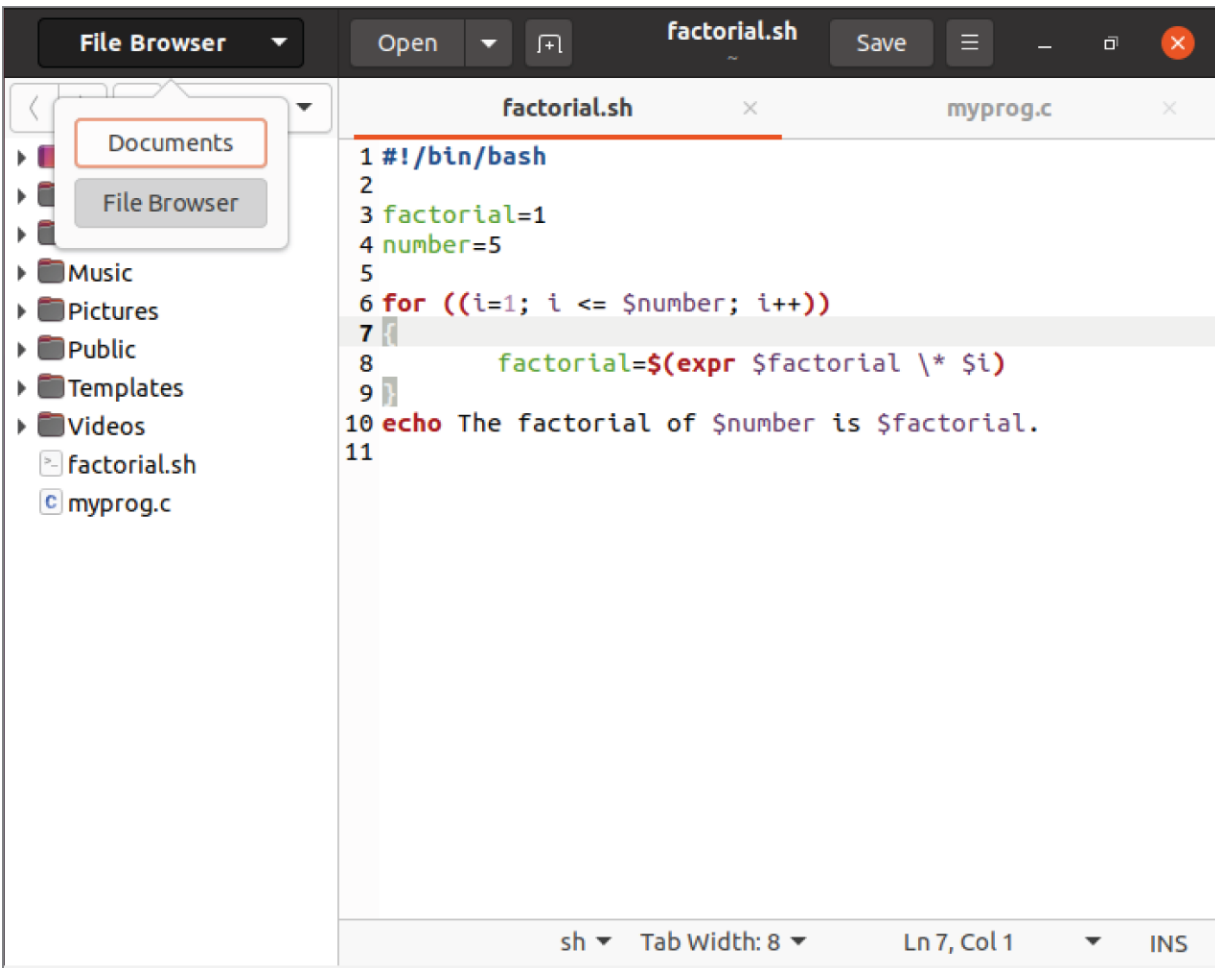 File Browser
Open
factorial.sh
~
Save
Documents
File Browser
Music
Pictures
Public
Templates
Videos
factorial.sh
myprog.c
factorial.sh
myprog.c
1 #!/bin/bash
2
3 factorial=1
4 number=5
5
6 for ((i=1; i <= $number; i++))
7 {
8 factorial=$(expr $factorial \* $i)
9 }
10 echo The factorial of $number is $factorial.
11
sh
Tab Width: 8
Ln 7, Col 1
INS